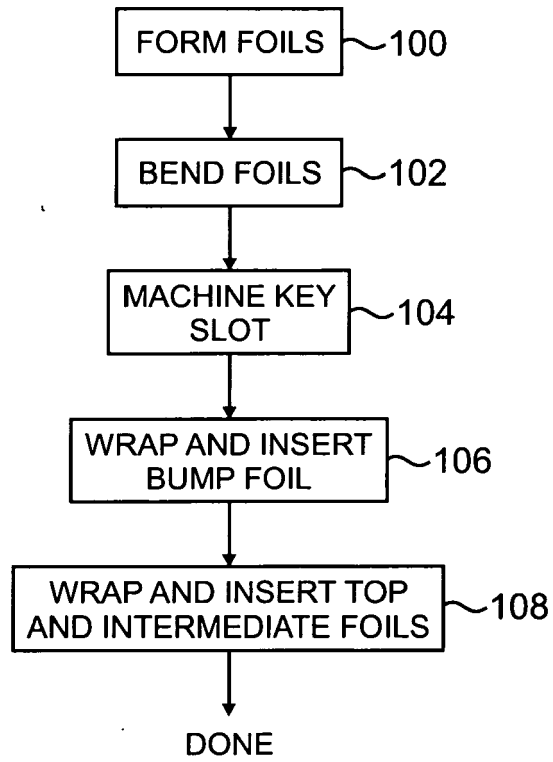 FORM FOILS
100
BEND FOILS
102
MACHINE KEY
SLOT
104
WRAP AND INSERT
BUMP FOIL
106
WRAP AND INSERT TOP
AND INTERMEDIATE FOILS
108
DONE